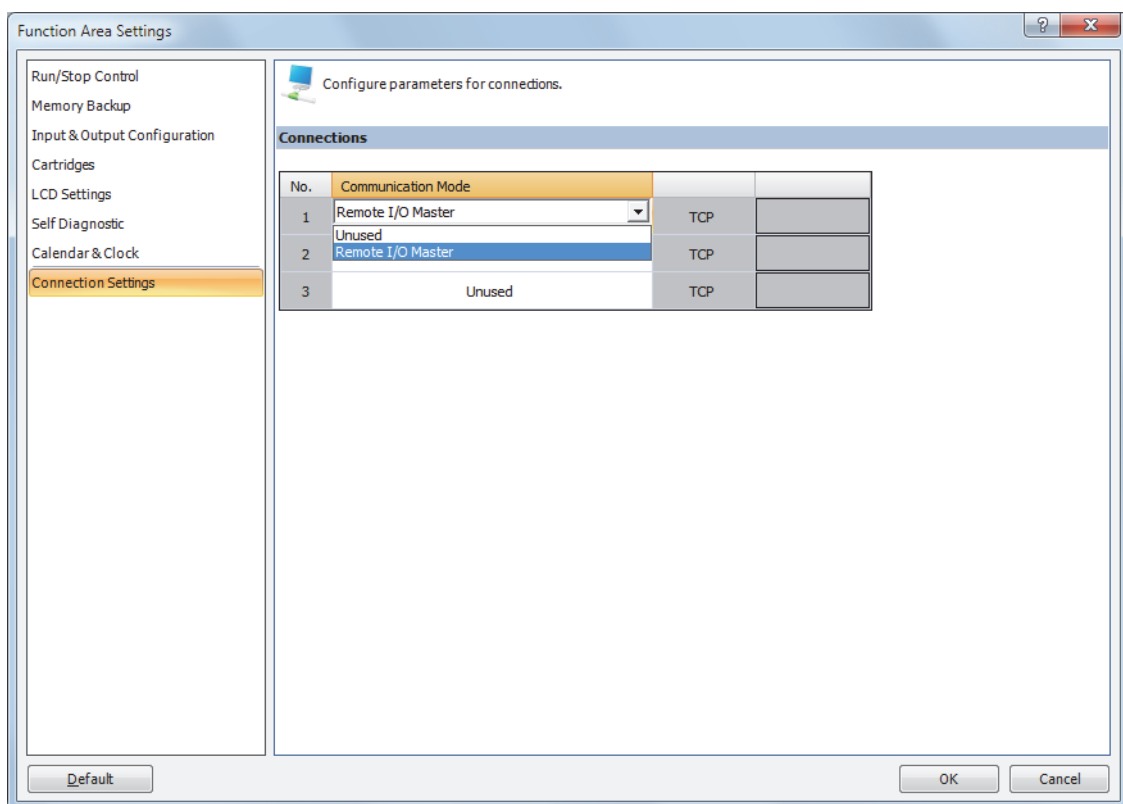 Function Area Settings
Run/Stop Control
Memory Backup
Input & Output Configuration
Cartridges
LCD Settings
Self Diagnostic
Calendar & Clock
Connection Settings
Configure parameters for connections.
Connections
No. Communication Mode
1 Remote I/O Master TCP
Unused
Remote I/O Master
2 TCP
3 Unused TCP
Default OK Cancel